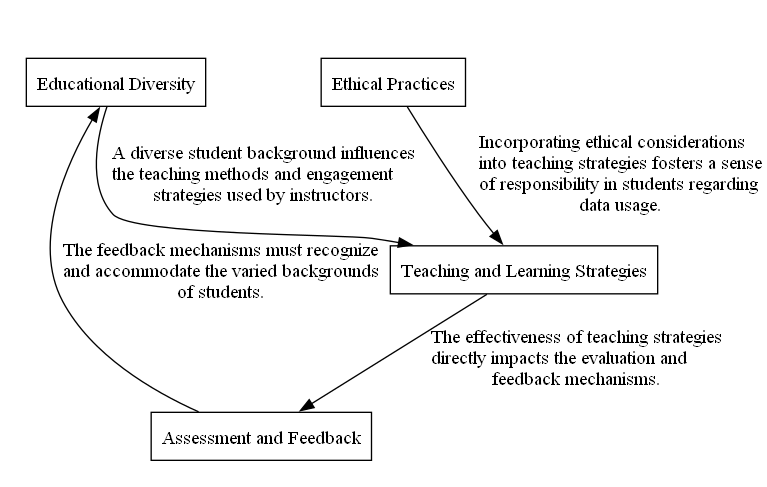 Educational Diversity
Ethical Practices
A diverse student background influences
the teaching methods and engagement
strategies used by instructors.
Incorporating ethical considerations
into teaching strategies fosters a sense
of responsibility in students regarding
data usage.
The feedback mechanisms must recognize
and accommodate the varied backgrounds
of students.
Teaching and Learning Strategies
The effectiveness of teaching strategies
directly impacts the evaluation and
feedback mechanisms.
Assessment and Feedback